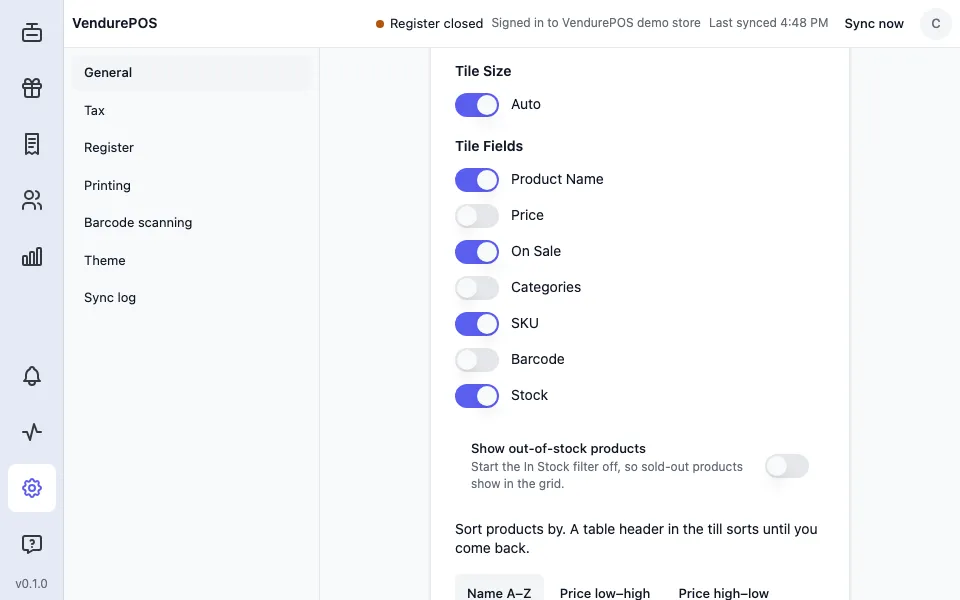 VendurePOS
Register closed
Signed in to VendurePOS demo store
Last synced 4:48 PM
Sync now
C
General
Tax
Register
Printing
Barcode scanning
Theme
Sync log
v0.1.0
Tile Size
Auto
Tile Fields
Product Name
Price
On Sale
Categories
SKU
Barcode
Stock
Show out-of-stock products
Start the In Stock filter off, so sold-out products
show in the grid.
Sort products by. A table header in the till sorts until you
come back.
Name A–Z
Price low–high
Price high–low